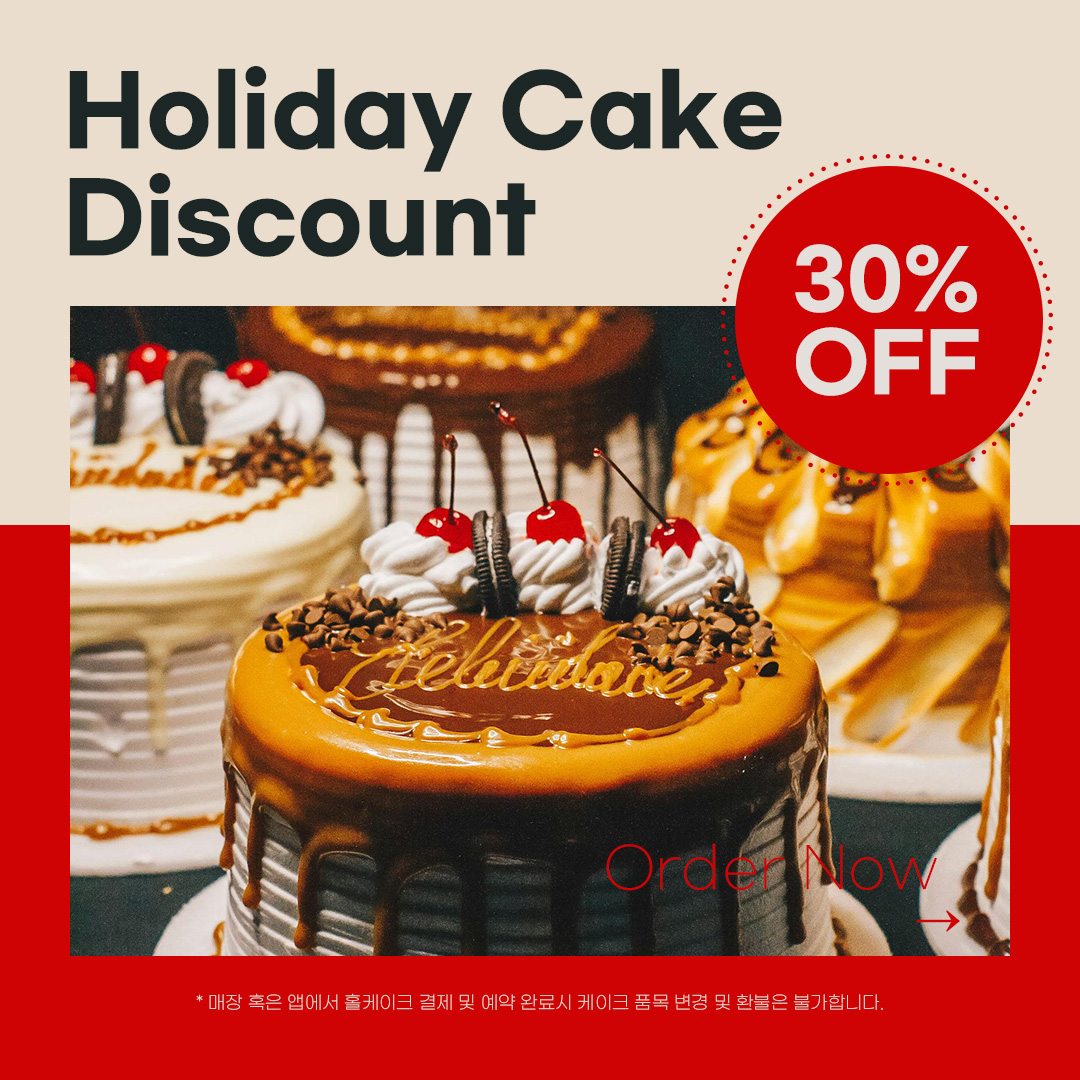 Holiday Cake
Discount
30%
OFF
Order Now
→
* 매장 혹은 앱에서 홀케이크 결제 및 예약 완료시 케이크 품목 변경 및 환불은 불가합니다.